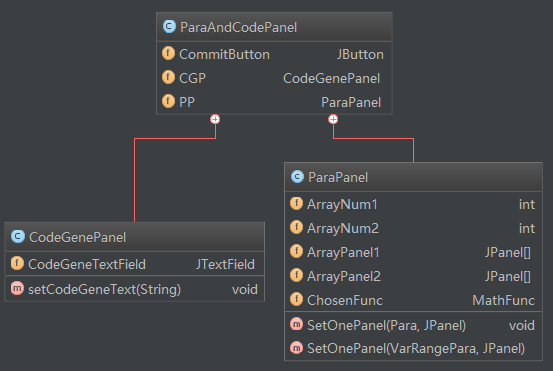 ParaAndCodePanel
CommitButton JButton
CGP CodeGenPanel
PP ParaPanel
CodeGenePanel
CodeGeneTextField JTextField
setCodeGeneText(String) void
ParaPanel
ArrayNum1 int
ArrayNum2 int
ArrayPanel1 JPanel[]
ArrayPanel2 JPanel[]
ChosenFunc MathFunc
SetOnePanel(Para, JPanel) void
SetOnePanel(VarRangePara, JPanel)